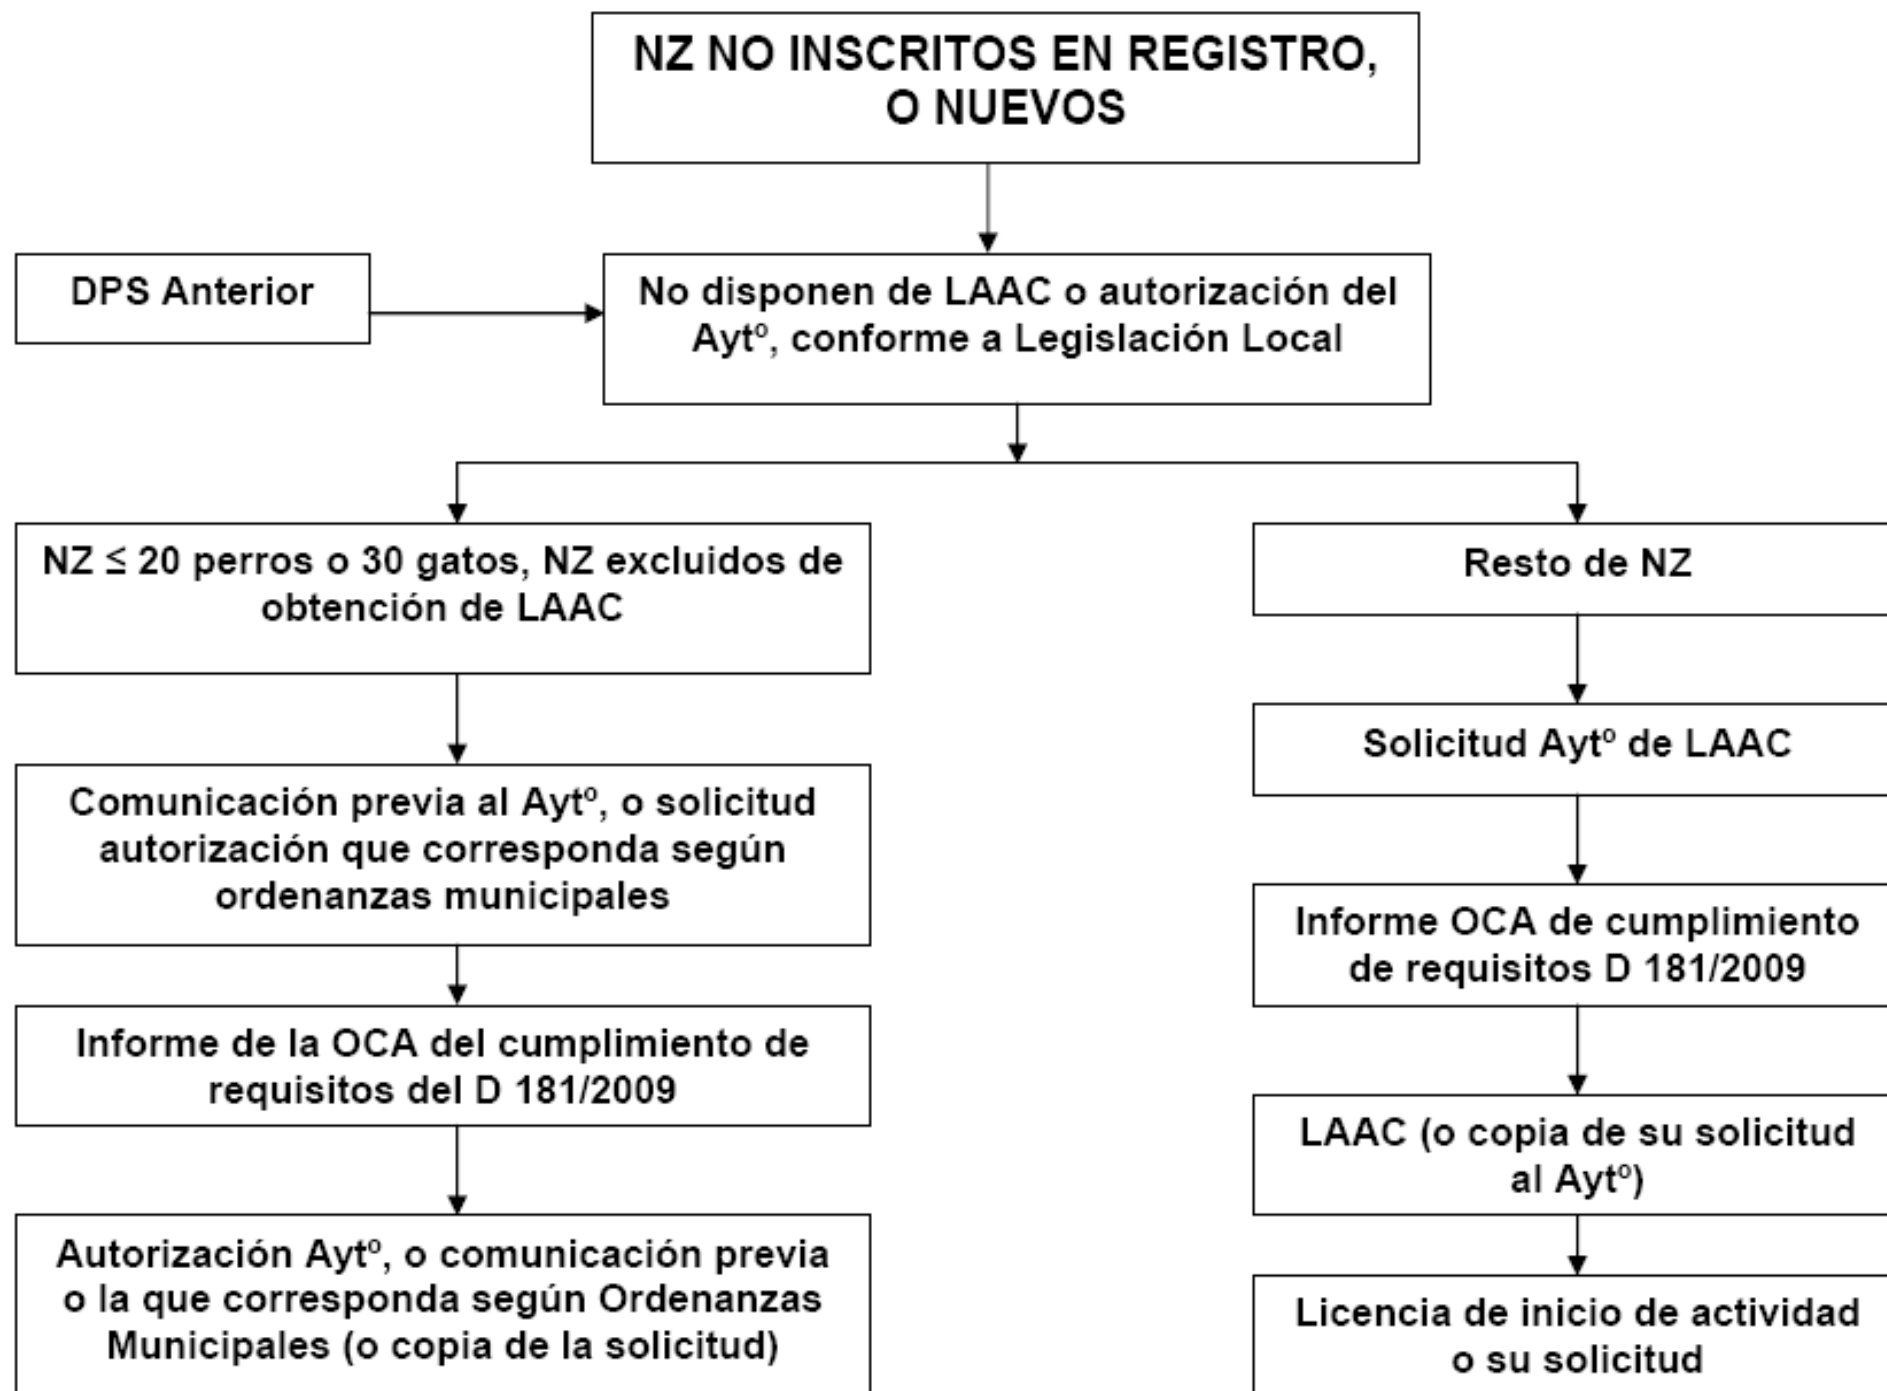 NZ NO INSCRITOS EN REGISTRO,
O NUEVOS
DPS Anterior
No disponen de LAAC o autorización del
Aytº, conforme a Legislación Local
NZ ≤ 20 perros o 30 gatos, NZ excluidos de
obtención de LAAC
Comunicación previa al Aytº, o solicitud
autorización que corresponda según
ordenanzas municipales
Informe de la OCA del cumplimiento de
requisitos del D 181/2009
Autorización Aytº, o comunicación previa
o la que corresponda según Ordenanzas
Municipales (o copia de la solicitud)
Resto de NZ
Solicitud Aytº de LAAC
Informe OCA de cumplimiento
de requisitos D 181/2009
LAAC (o copia de su solicitud
al Aytº)
Licencia de inicio de actividad
o su solicitud